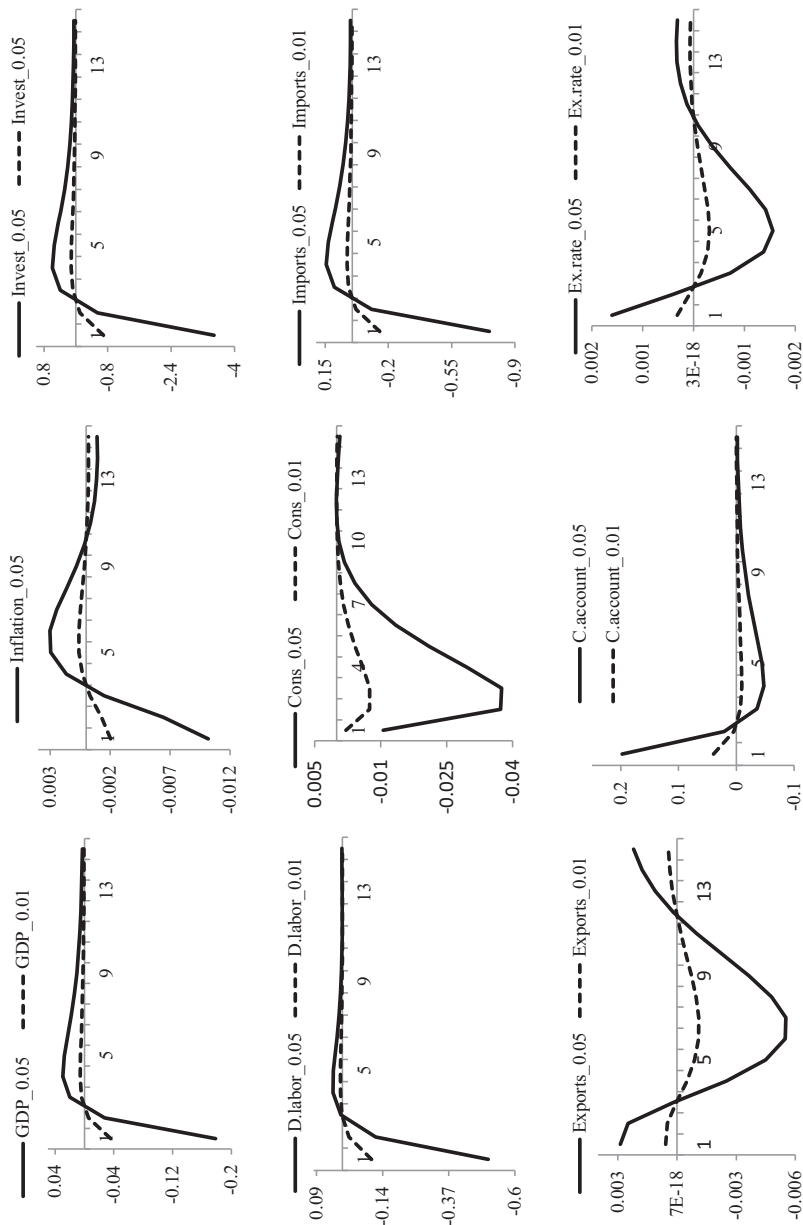 GDP_0.05 GDP_0.01
0.04
-0.04
-0.12
-0.2
1 5 9 13
Inflation_0.05
0.003
-0.002
-0.007
-0.012
1 5 9 13
Invest_0.05 Invest_0.05
0.8
-0.8
-2.4
-4
1 5 9 13
D.labor_0.05 D.labor_0.01
0.09
-0.14
-0.37
-0.6
1 5 9 13
Cons_0.05 Cons_0.01
0.005
-0.01
-0.025
-0.04
1 4 7 10 13
Imports_0.05 Imports_0.01
0.15
-0.2
-0.55
-0.9
1 5 9 13
Exports_0.05 Exports_0.01
0.003
7E-18
-0.003
-0.006
1 5 9 13
C.account_0.05
C.account_0.01
0.2
0.1
0
-0.1
1 5 9 13
Ex.rate_0.05 Ex.rate_0.01
0.002
0.001
3E-18
-0.001
-0.002
1 5 9 13